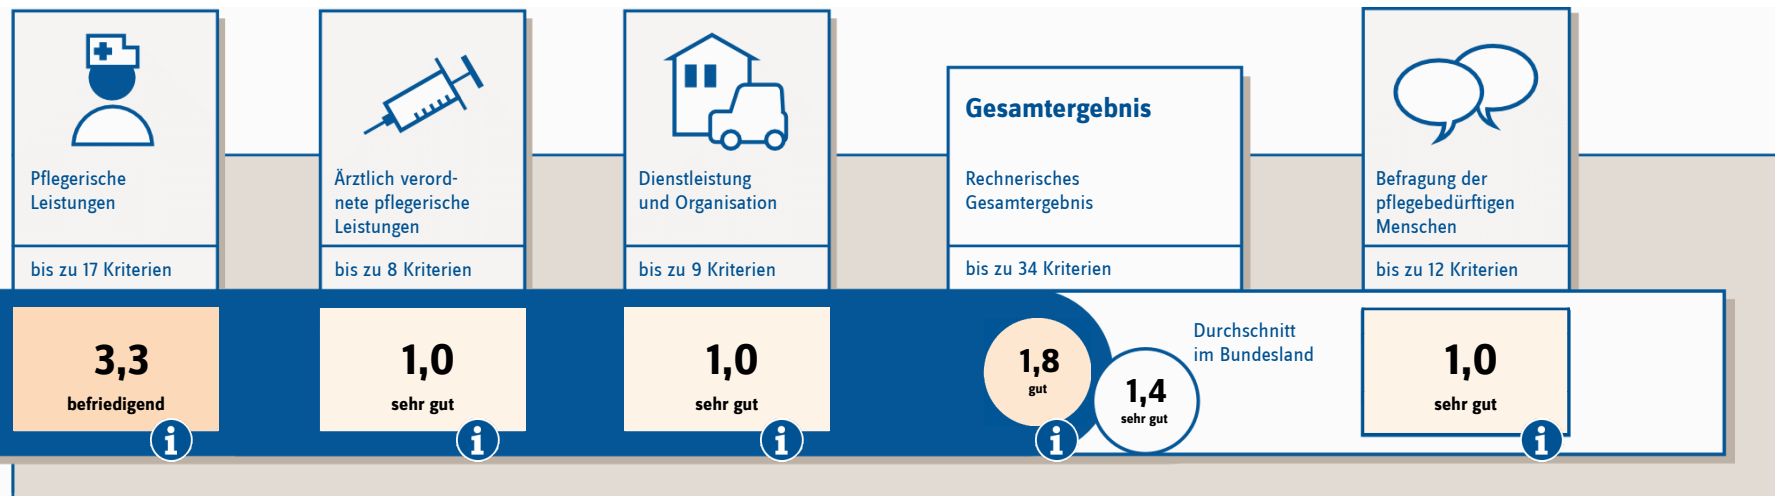 Pflegerische
Leistungen
bis zu 17 Kriterien
3,3
befriedigend
i
Ärztlich verord-
nete pflegerische
Leistungen
bis zu 8 Kriterien
1,0
sehr gut
i
Dienstleistung
und Organisation
bis zu 9 Kriterien
1,0
sehr gut
i
Gesamtergebnis
Rechnerisches
Gesamtergebnis
bis zu 34 Kriterien
1,8
gut
i
1,4
sehr gut
Durchschnitt
im Bundesland
Befragung der
pflegebedürftigen
Menschen
bis zu 12 Kriterien
1,0
sehr gut
i